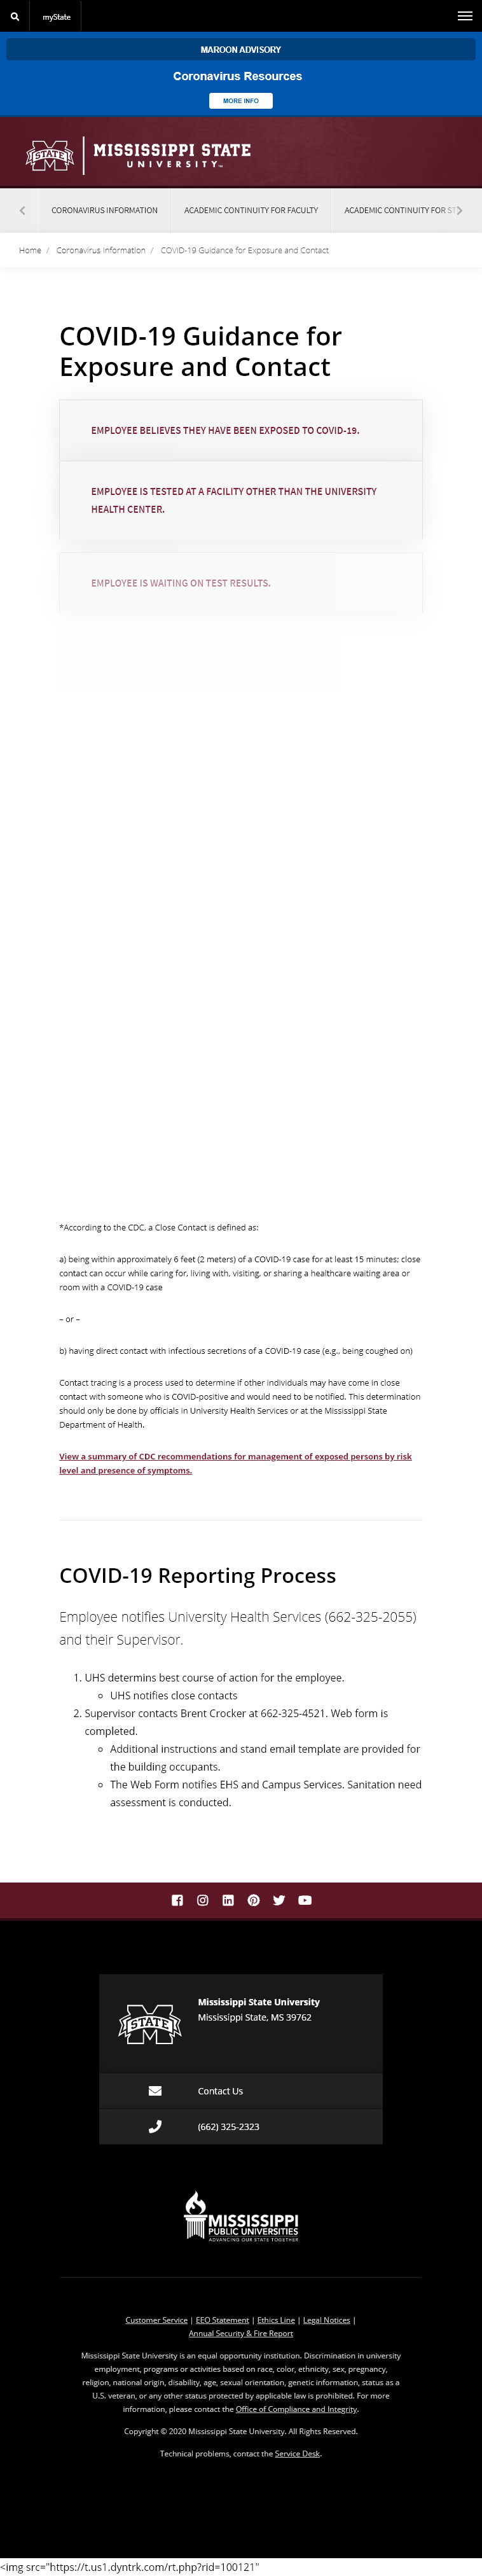 myState
MAROON ADVISORY
Coronavirus Resources
MORE INFO
MISSISSIPPI STATE
UNIVERSITY™
CORONAVIRUS INFORMATION ACADEMIC CONTINUITY FOR FACULTY ACADEMIC CONTINUITY FOR ST
Home / Coronavirus Information / COVID-19 Guidance for Exposure and Contact
COVID-19 Guidance for
Exposure and Contact
EMPLOYEE BELIEVES THEY HAVE BEEN EXPOSED TO COVID-19.
EMPLOYEE IS TESTED AT A FACILITY OTHER THAN THE UNIVERSITY
HEALTH CENTER.
EMPLOYEE IS WAITING ON TEST RESULTS.
*According to the CDC, a Close Contact is defined as:
a) being within approximately 6 feet (2 meters) of a COVID-19 case for at least 15 minutes; close
contact can occur while caring for, living with, visiting, or sharing a healthcare waiting area or
room with a COVID-19 case
– or –
b) having direct contact with infectious secretions of a COVID-19 case (e.g., being coughed on)
Contact tracing is a process used to determine if other individuals may have come in close
contact with someone who is COVID-positive and would need to be notified. This determination
should only be done by officials in University Health Services or at the Mississippi State
Department of Health.
View a summary of CDC recommendations for management of exposed persons by risk
level and presence of symptoms.
COVID-19 Reporting Process
Employee notifies University Health Services (662-325-2055)
and their Supervisor.
1. UHS determins best course of action for the employee.
UHS notifies close contacts
2. Supervisor contacts Brent Crocker at 662-325-4521. Web form is
completed.
Additional instructions and stand email template are provided for
the building occupants.
The Web Form notifies EHS and Campus Services. Sanitation need
assessment is conducted.
Mississippi State University
Mississippi State, MS 39762
STATE
Contact Us
(662) 325-2323
MISSISSIPPI
PUBLIC UNIVERSITIES
ADVANCING OUR STATE TOGETHER
Customer Service | EEO Statement | Ethics Line | Legal Notices |
Annual Security & Fire Report
Mississippi State University is an equal opportunity institution. Discrimination in university
employment, programs or activities based on race, color, ethnicity, sex, pregnancy,
religion, national origin, disability, age, sexual orientation, genetic information, status as a
U.S. veteran, or any other status protected by applicable law is prohibited. For more
information, please contact the Office of Compliance and Integrity.
Copyright © 2020 Mississippi State University. All Rights Reserved.
Technical problems, contact the Service Desk.
<img src="https://t.us1.dyntrk.com/rt.php?rid=100121"